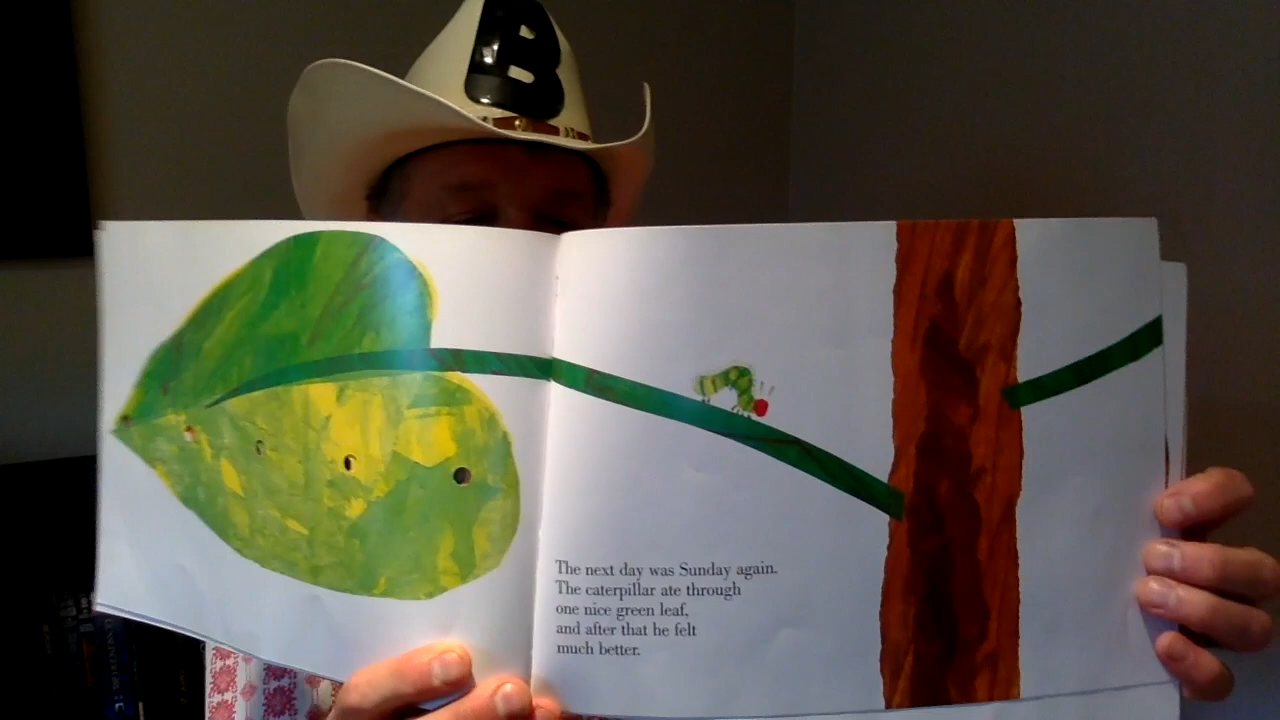 B
The next day was Sunday again.
The caterpillar ate through
one nice green leaf,
and after that he felt
much better.